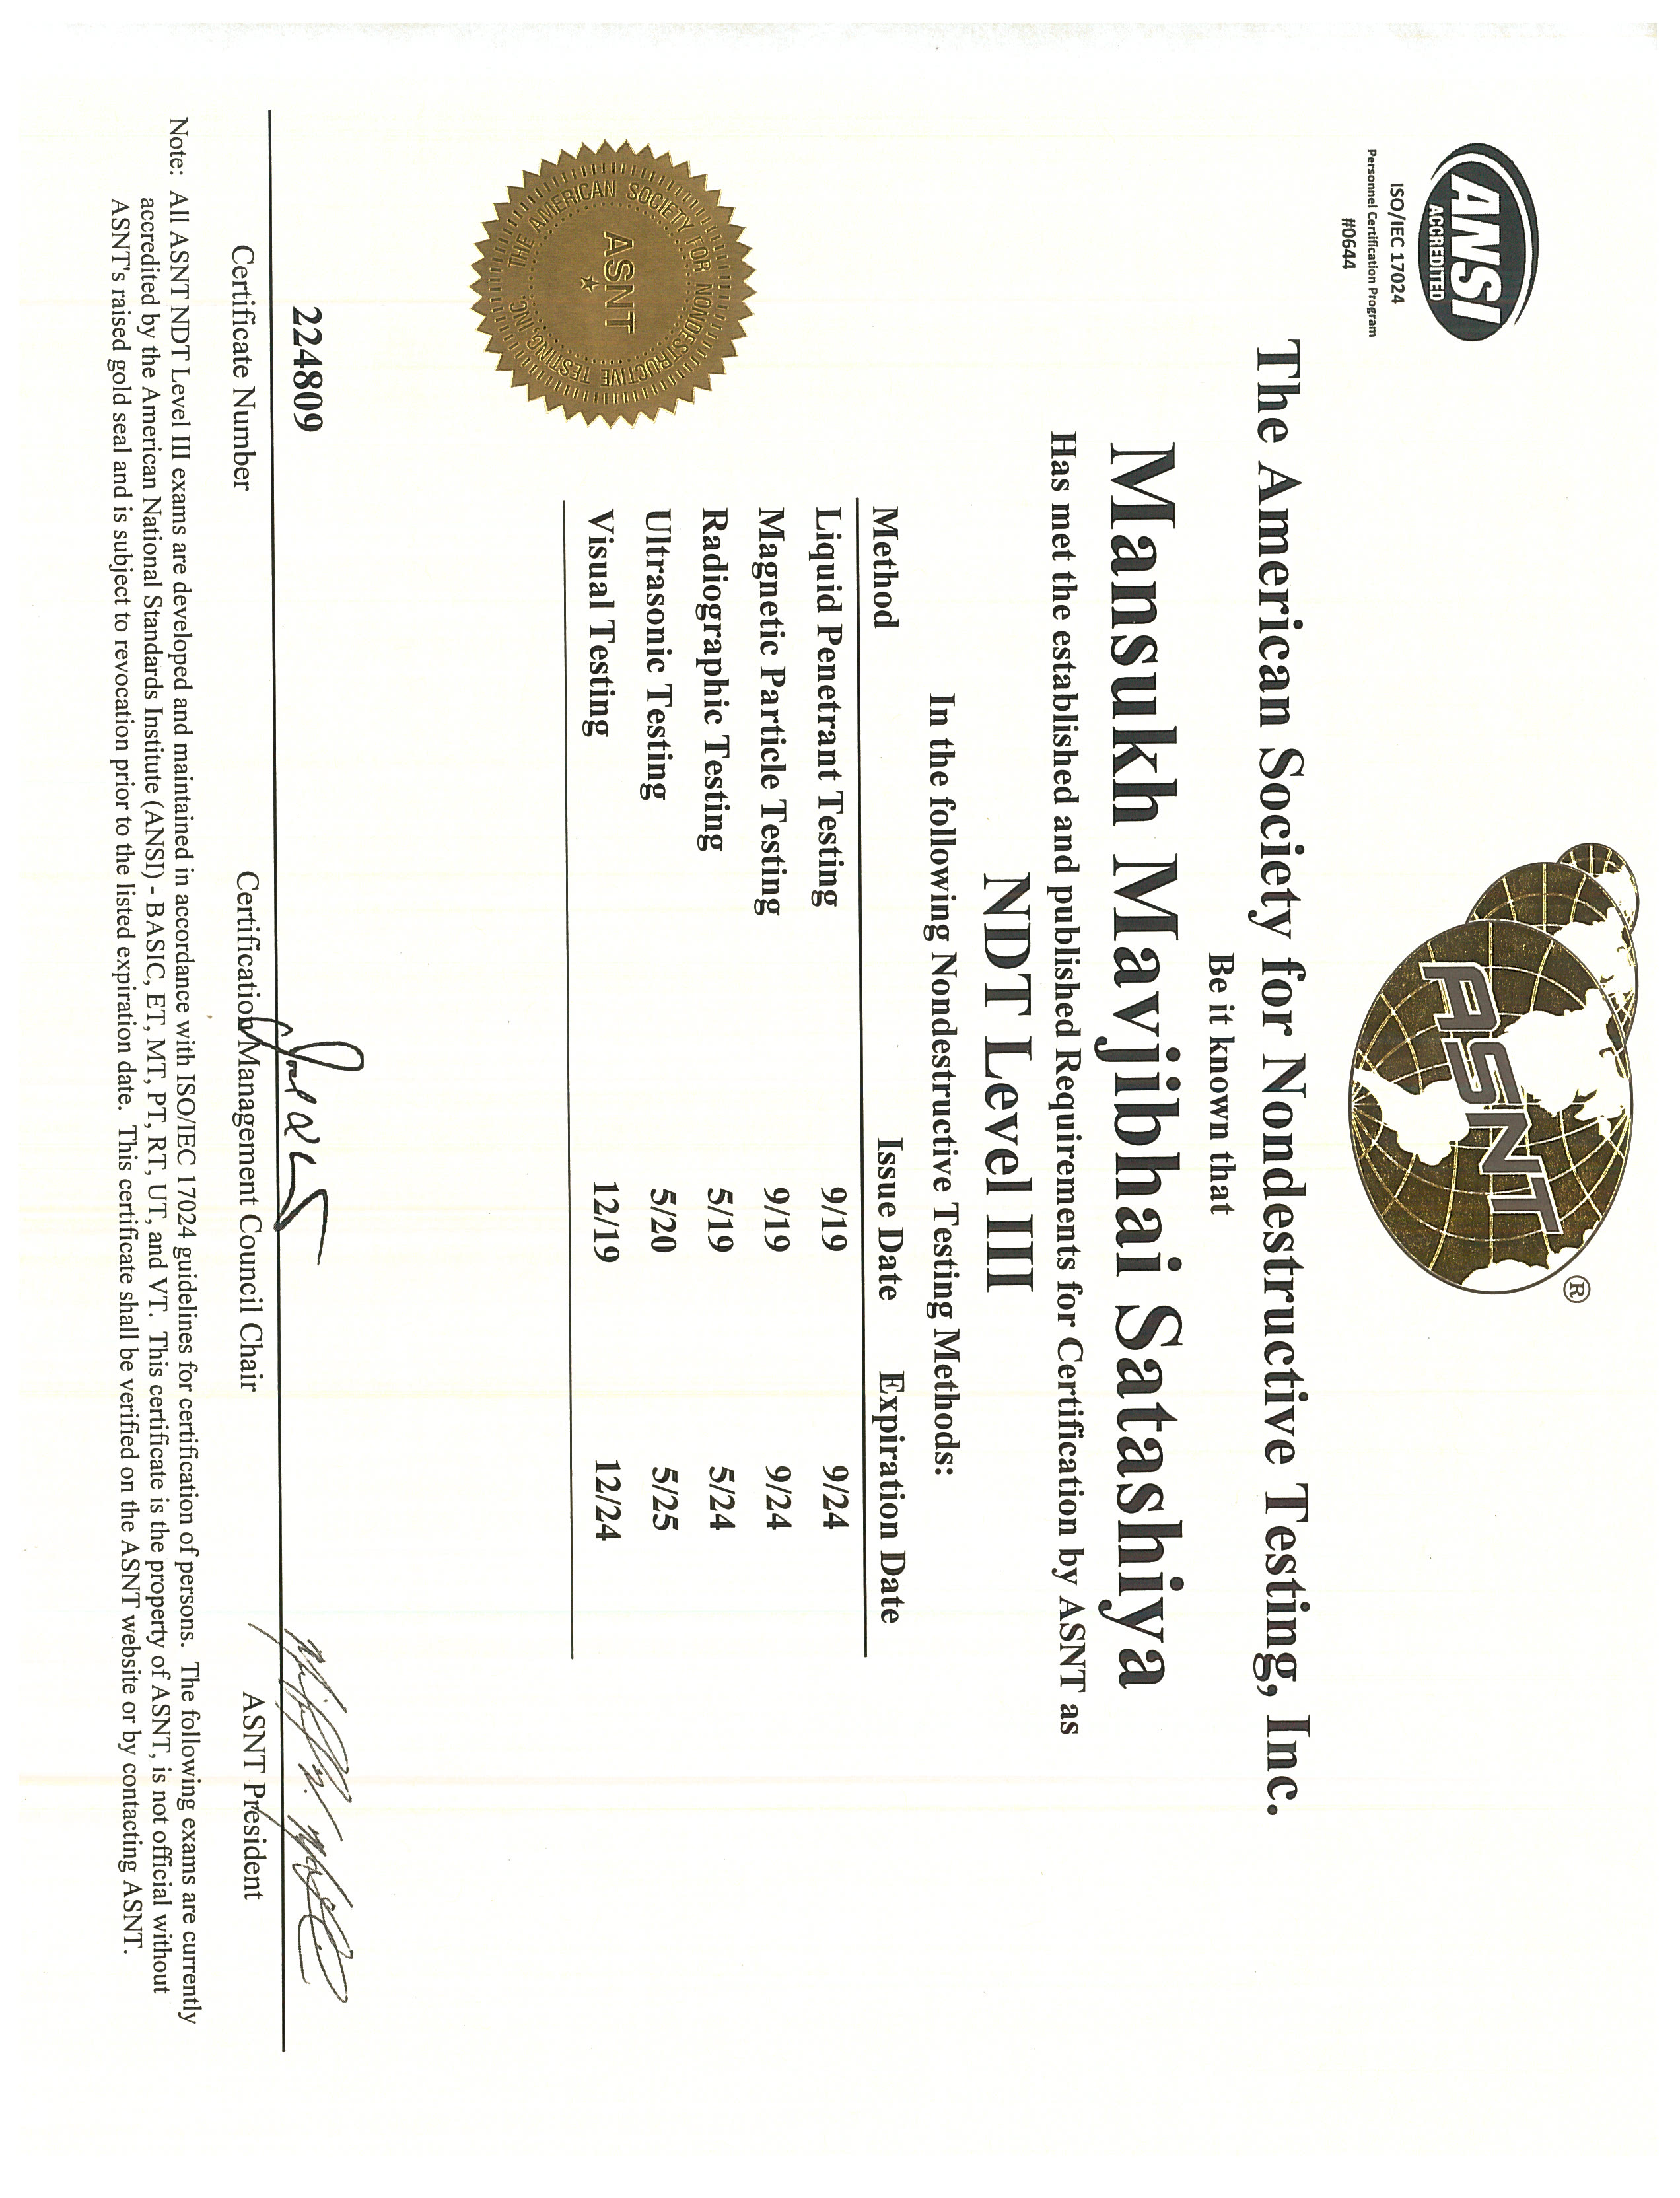 ASNT
®
ANSI
ACCREDITED
ISO/IEC 17024
Personnel Certification Program
#0644
The American Society for Nondestructive Testing, Inc.
Be it known that
Mansukh Mavjibhai Satashiya
Has met the established and published Requirements for Certification by ASNT as
NDT Level III
In the following Nondestructive Testing Methods:
Method Issue Date Expiration Date
Liquid Penetrant Testing 9/19 9/24
Magnetic Particle Testing 9/19 9/24
Radiographic Testing 5/19 5/24
Ultrasonic Testing 5/20 5/25
Visual Testing 12/19 12/24
THE AMERICAN SOCIETY FOR NONDESTRUCTIVE TESTING, INC.
ASNT
224809
Certificate Number
Certification Management Council Chair
ASNT President
Note: All ASNT NDT Level III exams are developed and maintained in accordance with ISO/IEC 17024 guidelines for certification of persons. The following exams are currently
accredited by the American National Standards Institute (ANSI) - BASIC, ET, MT, PT, RT, UT, and VT. This certificate is the property of ASNT, is not official without
ASNT's raised gold seal and is subject to revocation prior to the listed expiration date. This certificate shall be verified on the ASNT website or by contacting ASNT.